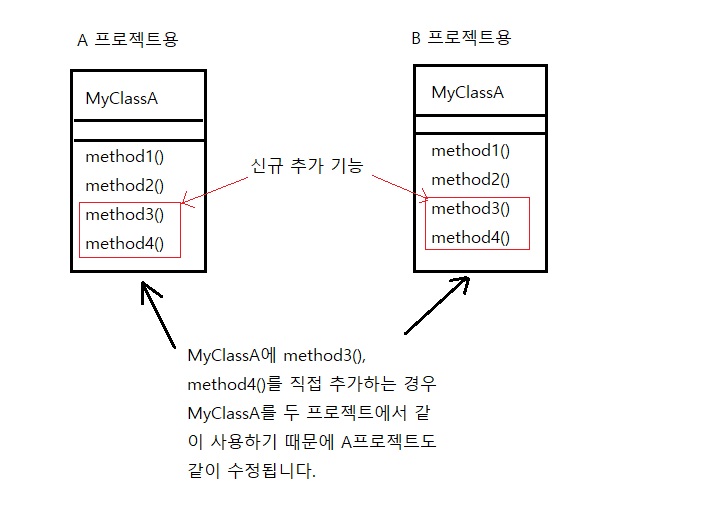 A 프로젝트용
B 프로젝트용
MyClassA
method1()
method2()
method3()
method4()
신규 추가 기능
MyClassA
method1()
method2()
method3()
method4()
MyClassA에 method3(),
method4()를 직접 추가하는 경우
MyClassA를 두 프로젝트에서 같
이 사용하기 때문에 A프로젝트도
같이 수정됩니다.